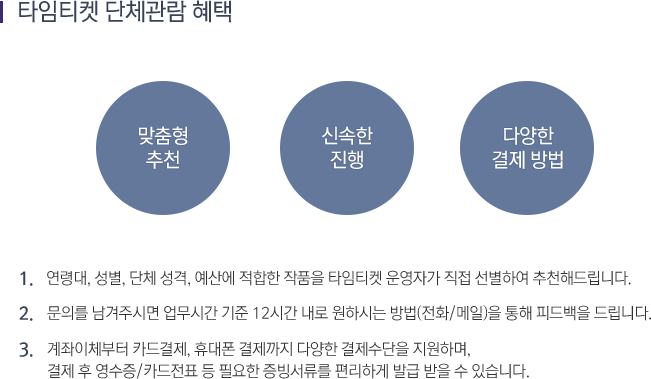 타임티켓 단체관람 혜택
맞춤형
추천
신속한
진행
다양한
결제 방법
1. 연령대, 성별, 단체 성격, 예산에 적합한 작품을 타임티켓 운영자가 직접 선별하여 추천해드립니다.
2. 문의를 남겨주시면 업무시간 기준 12시간 내로 원하시는 방법(전화/메일)을 통해 피드백을 드립니다.
3. 계좌이체부터 카드결제, 휴대폰 결제까지 다양한 결제수단을 지원하며,
결제 후 영수증/카드전표 등 필요한 증빙서류를 편리하게 발급 받을 수 있습니다.